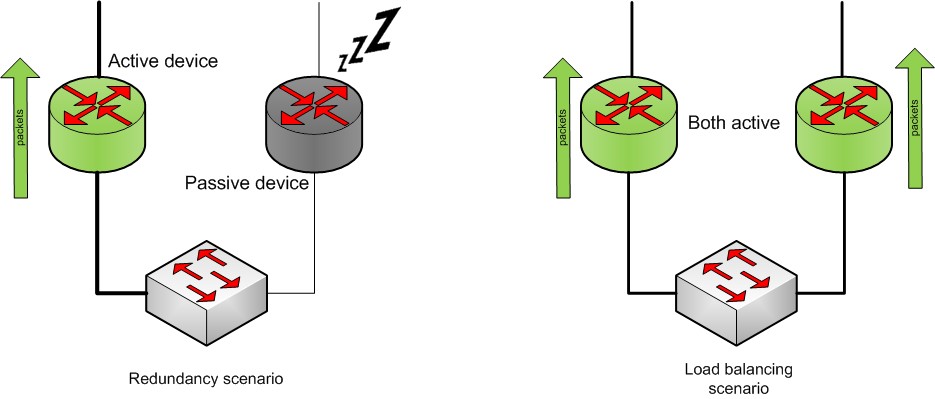 zzZ
Active device
packets
Passive device
Redundancy scenario
packets
packets
Both active
Load balancing
scenario